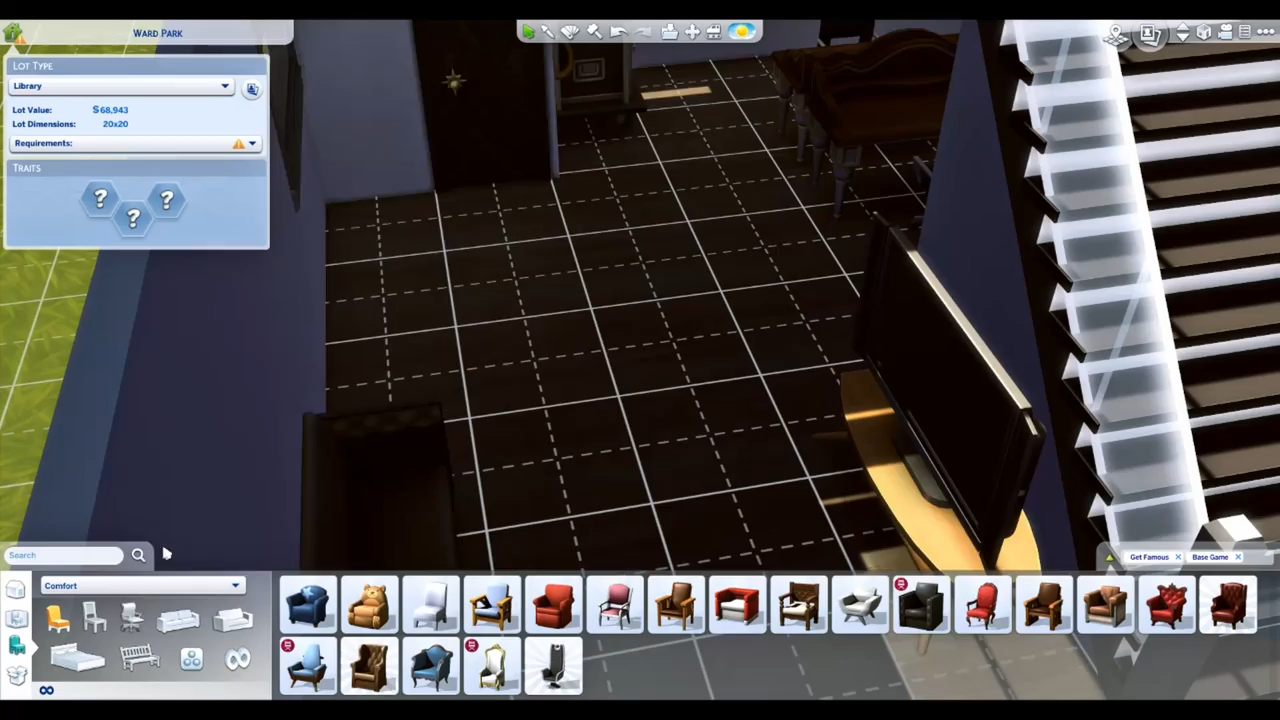 WARD PARK
LOT TYPE
Library
Lot Value: §68,943
Lot Dimensions: 20x20
Requirements:
TRAITS
? ? ?
Search
Get Famous
Base Game
Comfort